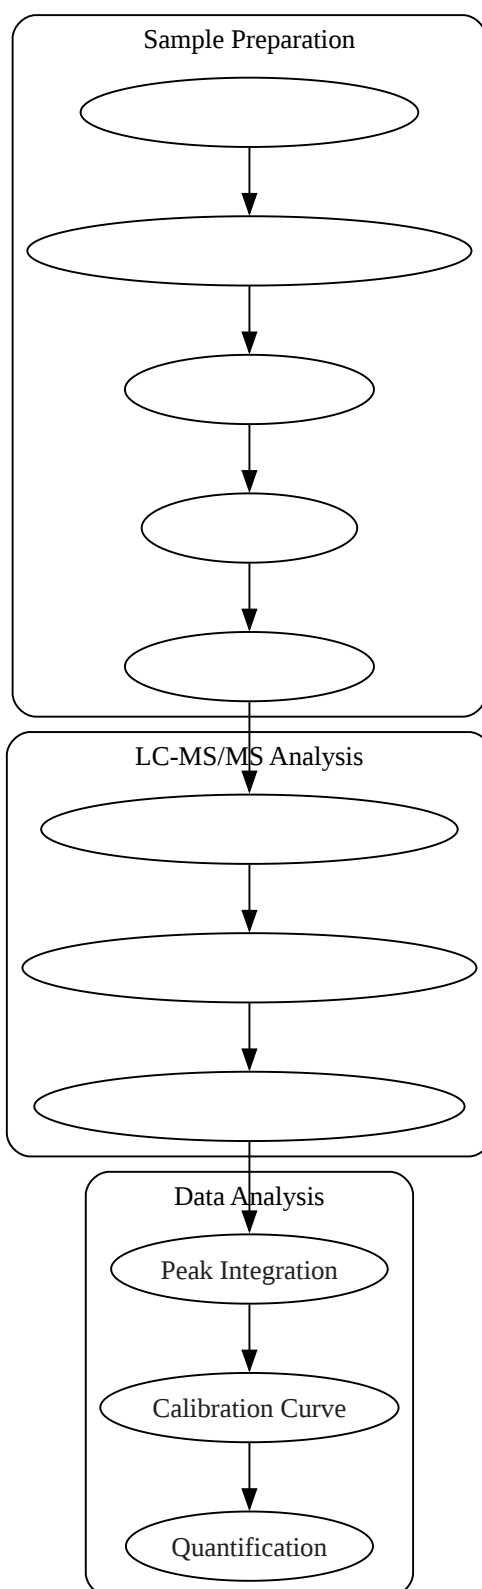 Sample Preparation
LC-MS/MS Analysis
Data Analysis
Peak Integration
Calibration Curve
Quantification